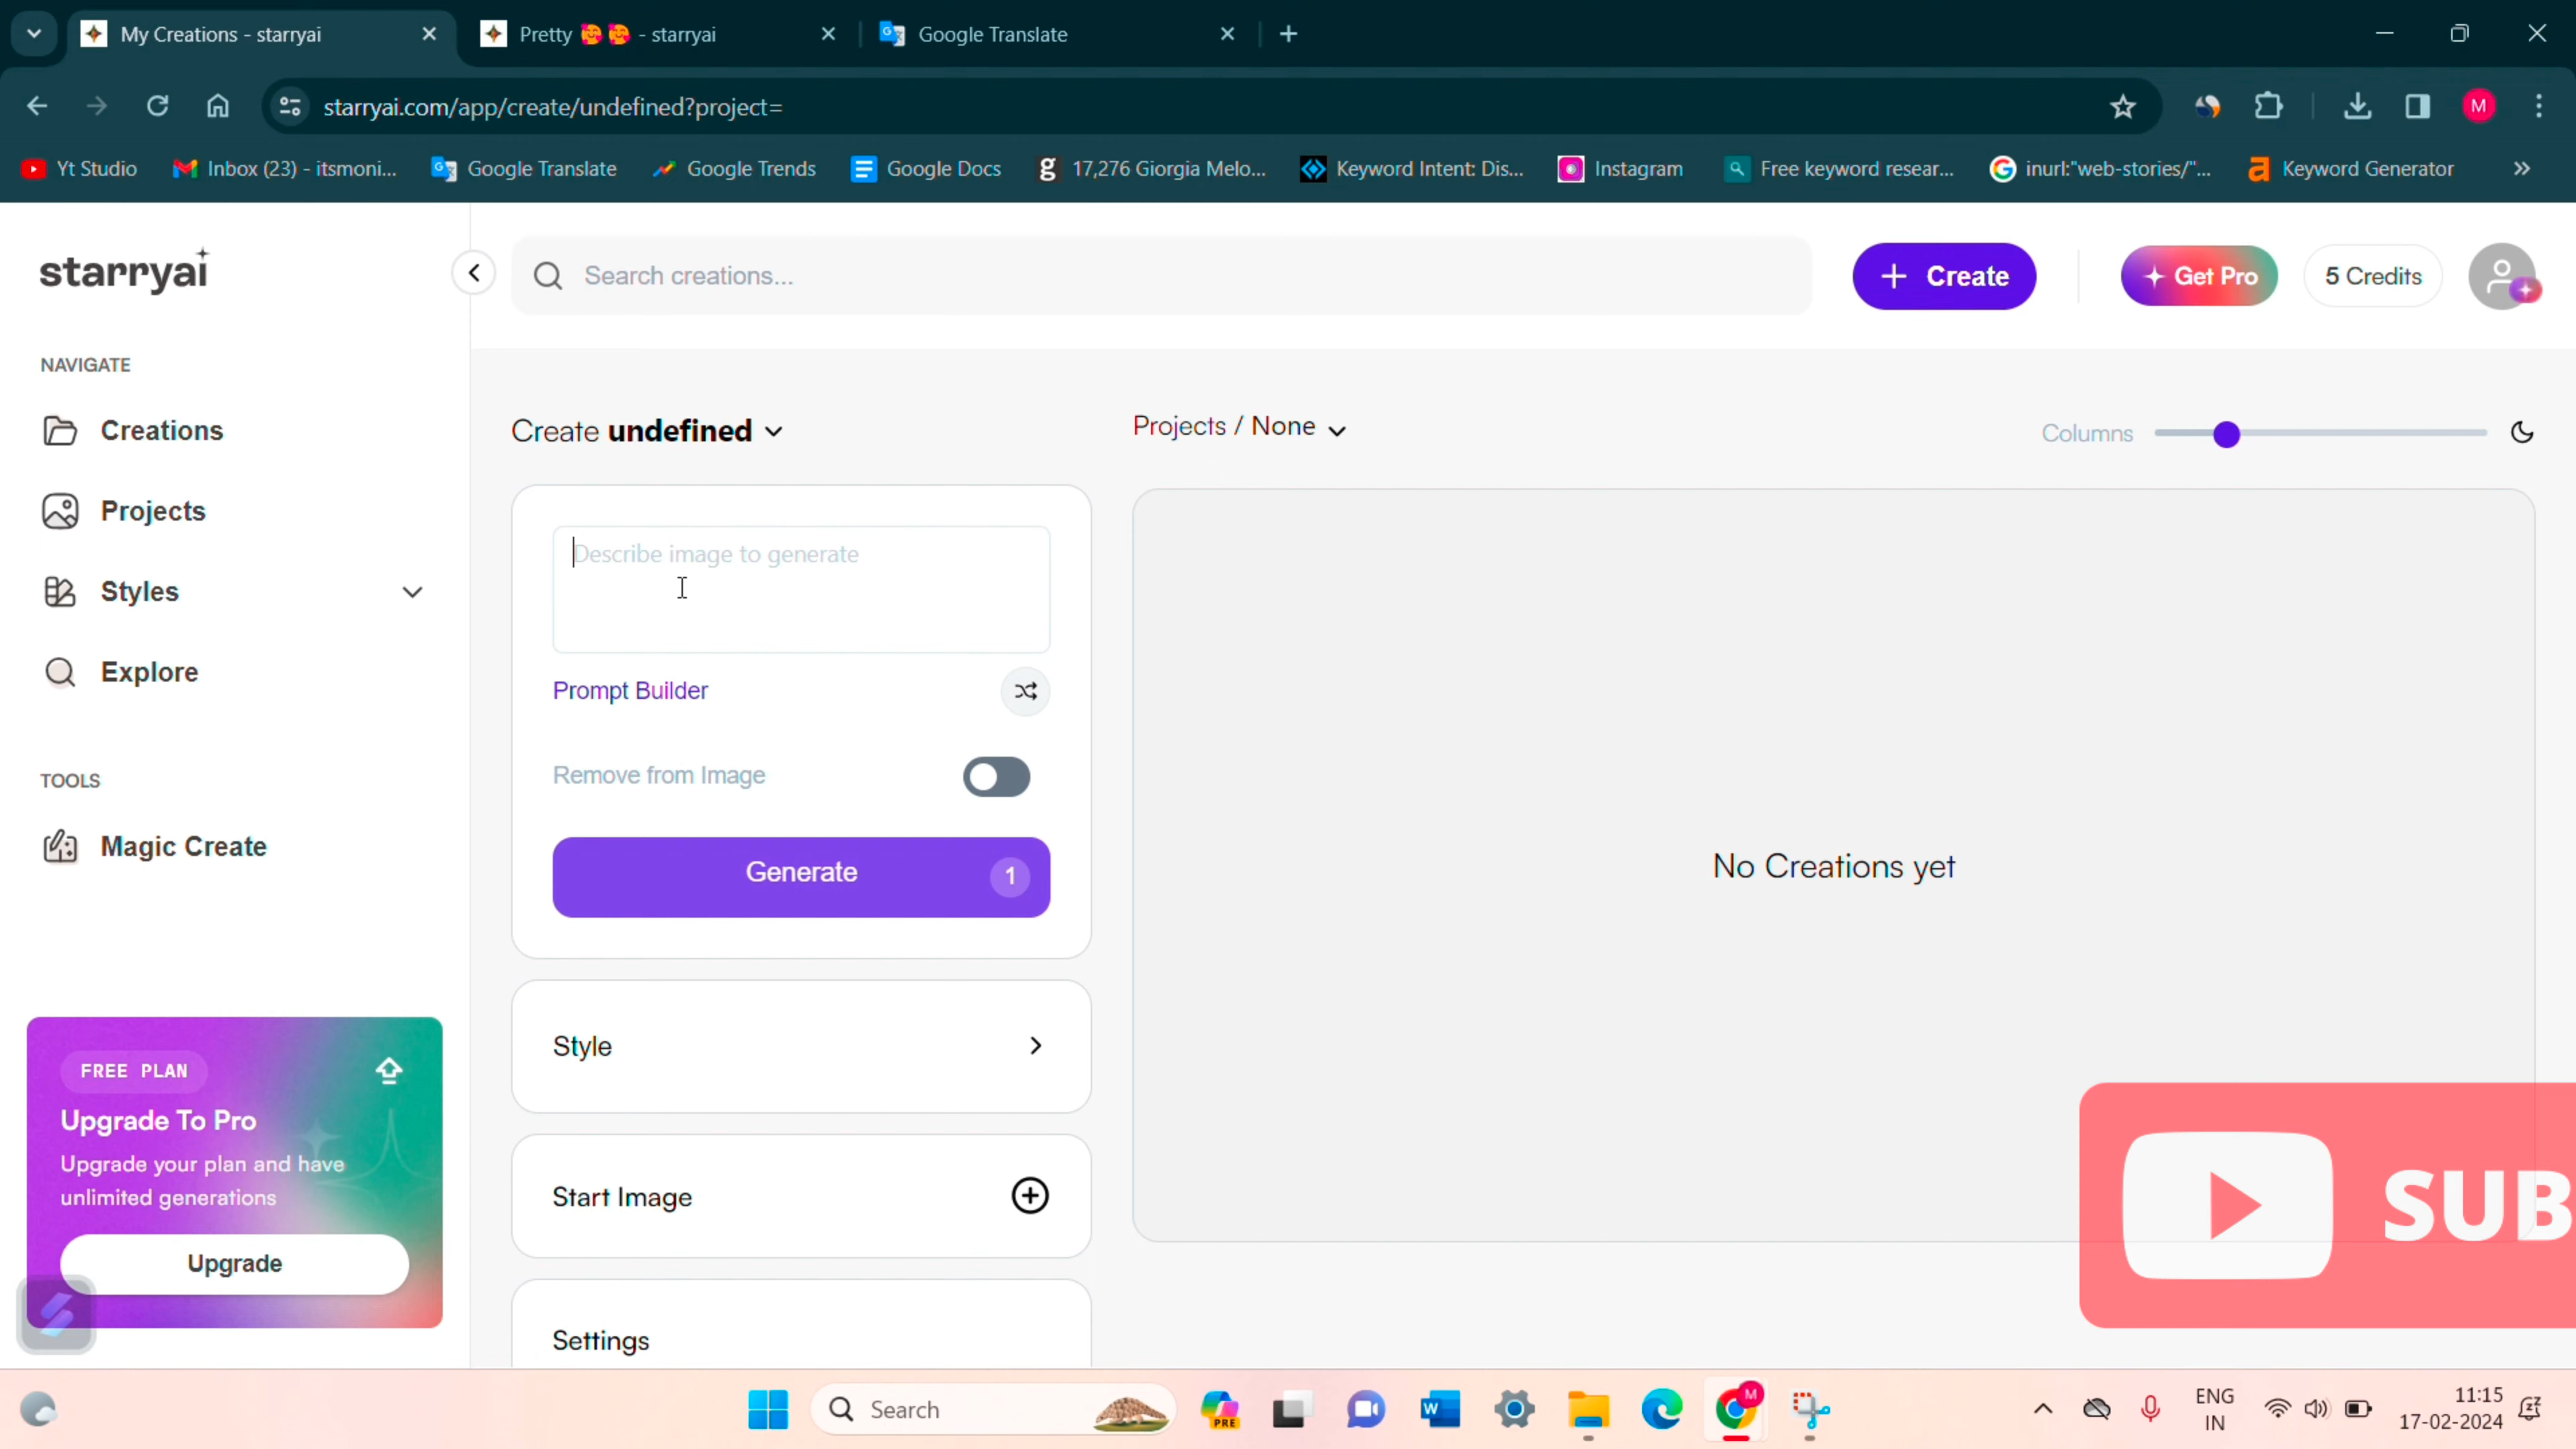 My Creations - starryai
Pretty 🥰🥰 - starryai
Google Translate
starryai.com/app/create/undefined?project=
M
Yt Studio
Inbox (23) - itsmoni...
Google Translate
Google Trends
Google Docs
g 17,276 Giorgia Melo...
Keyword Intent: Dis...
Instagram
Free keyword resear...
inurl:"web-stories/"...
Keyword Generator
starryai
Search creations...
+ Create
Get Pro
5 Credits
NAVIGATE
Creations
Projects
Styles
Explore
TOOLS
Magic Create
FREE PLAN
Upgrade To Pro
Upgrade your plan and have
unlimited generations
Upgrade
Create undefined
Describe image to generate
Prompt Builder
Remove from Image
Generate 1
Style
Start Image
Settings
Projects / None
Columns
No Creations yet
SUB
Search
PRE
W
M
ENG
IN
11:15
17-02-2024